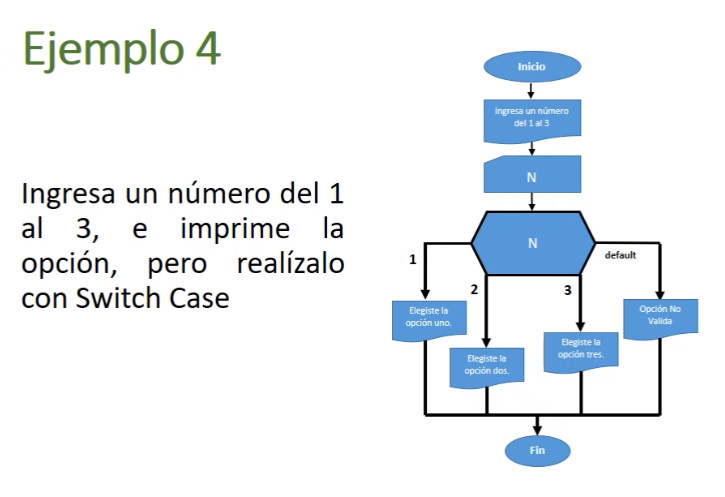 Ejemplo 4
Ingresa un número del 1
al 3, e imprime la
opción, pero realízalo
con Switch Case
Inicio
Ingresa un número
del 1 al 3
N
N
1
2
3
default
Elegiste la
opción uno.
Elegiste la
opción dos.
Elegiste la
opción tres.
Opción No
Valida
Fin